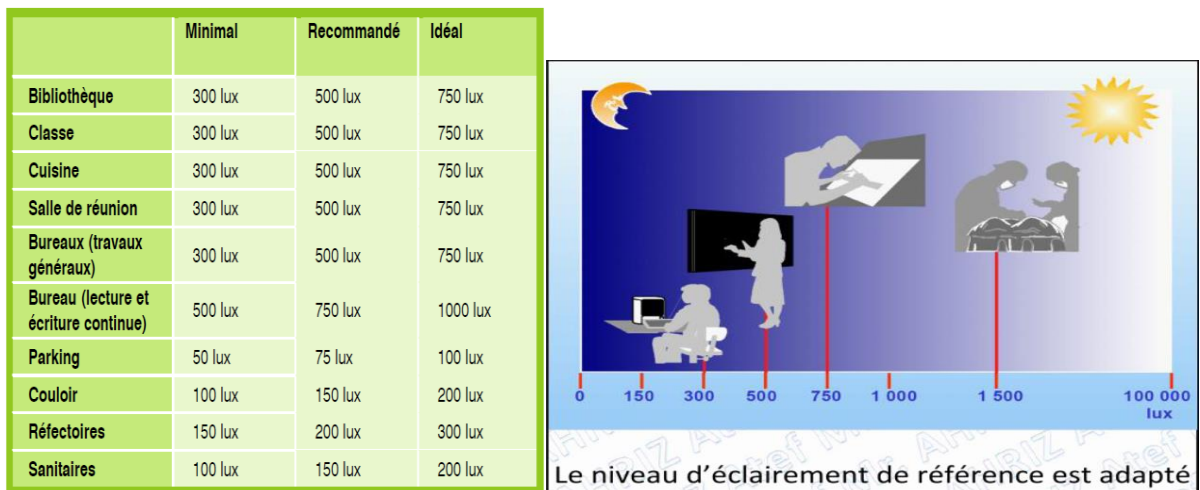 Minimal Recommandé Idéal
Bibliothèque 300 lux 500 lux 750 lux
Classe 300 lux 500 lux 750 lux
Cuisine 300 lux 500 lux 750 lux
Salle de réunion 300 lux 500 lux 750 lux
Bureaux (travaux
généraux) 300 lux 500 lux 750 lux
Bureau (lecture et
écriture continue) 500 lux 750 lux 1000 lux
Parking 50 lux 75 lux 100 lux
Couloir 100 lux 150 lux 200 lux
Réfectoires 150 lux 200 lux 300 lux
Sanitaires 100 lux 150 lux 200 lux
0 150 300 500 750 1 000 1 500 100 000
lux
Le niveau d'éclairement de référence est adapté